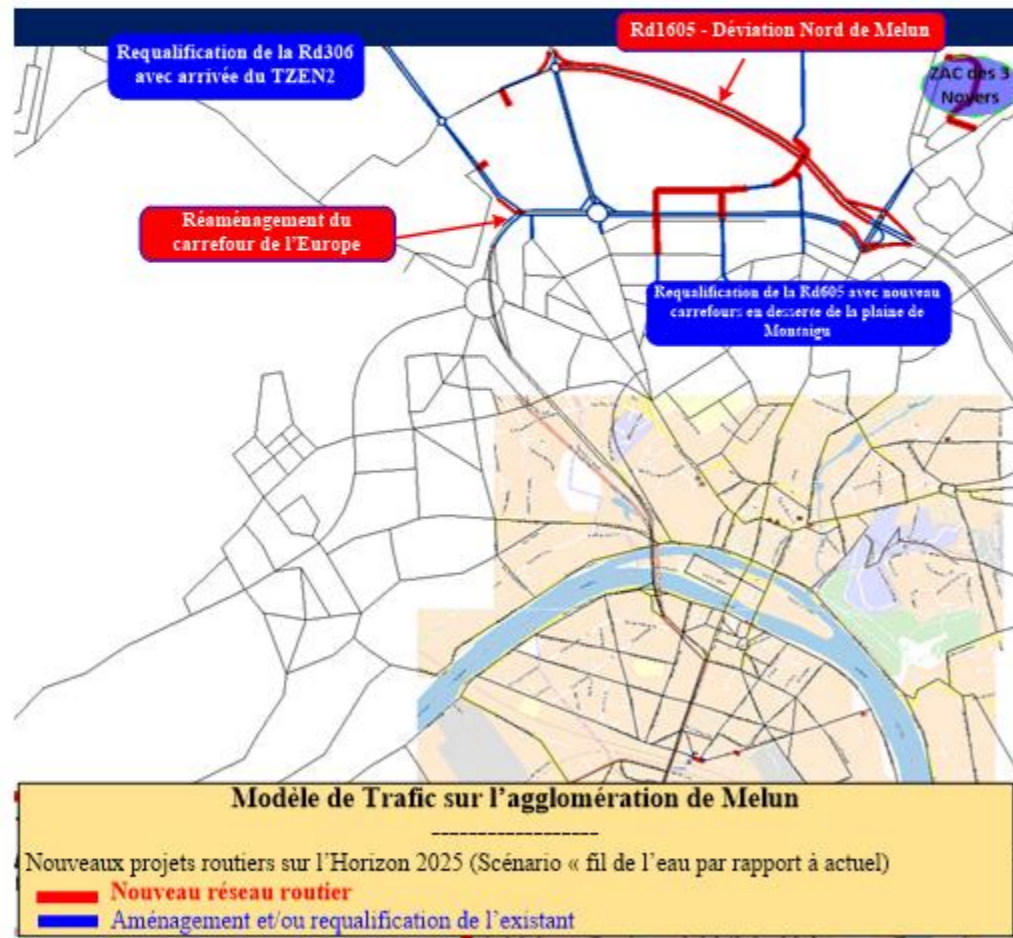 Rd1605 - Déviation Nord de Melun
Requalification de la Rd306
avec arrivée du TZEN2
ZAC des 3
Noyers
Réaménagement du
carrefour de l'Europe
Requalification de la Rd605 avec nouveau
carrefours en desserte de la plaine de
Montaigu
Modèle de Trafic sur l'agglomération de Melun
------------------
Nouveaux projets routiers sur l'Horizon 2025 (Scénario « fil de l'eau par rapport à actuel)
Nouveau réseau routier
Aménagement et/ou requalification de l'existant